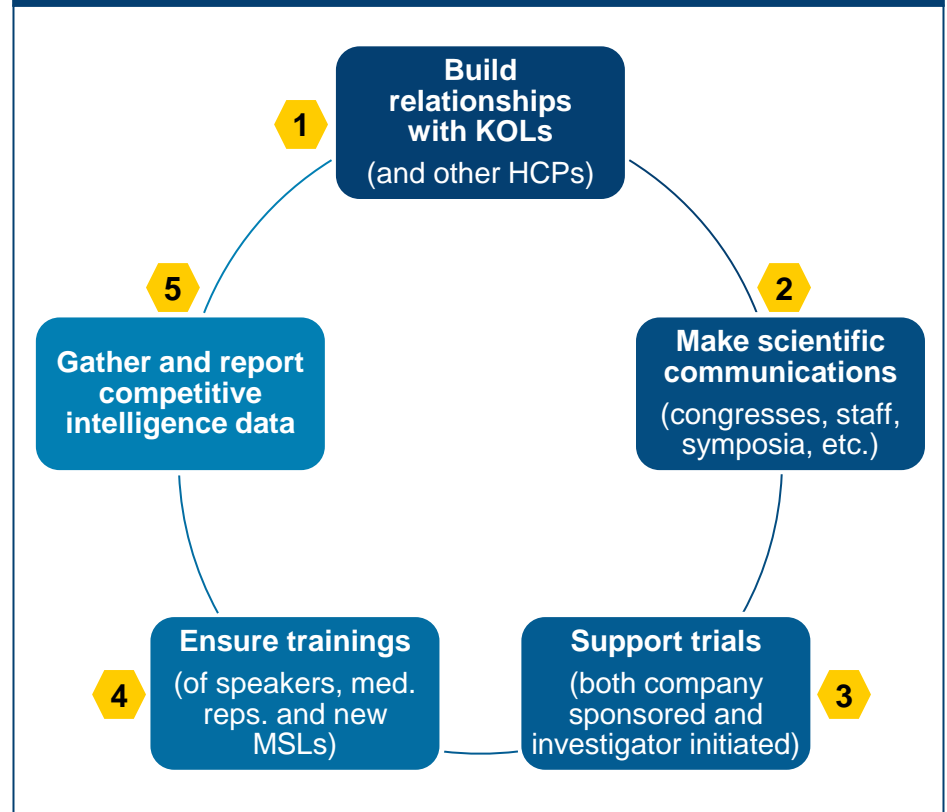 1
Build
relationships
with KOLs
(and other HCPs)
2
Make scientific
communications
(congresses, staff,
symposia, etc.)
3
Support trials
(both company
sponsored and
investigator initiated)
4
Ensure trainings
(of speakers, med.
reps. and new
MSLs)
5
Gather and report
competitive
intelligence data